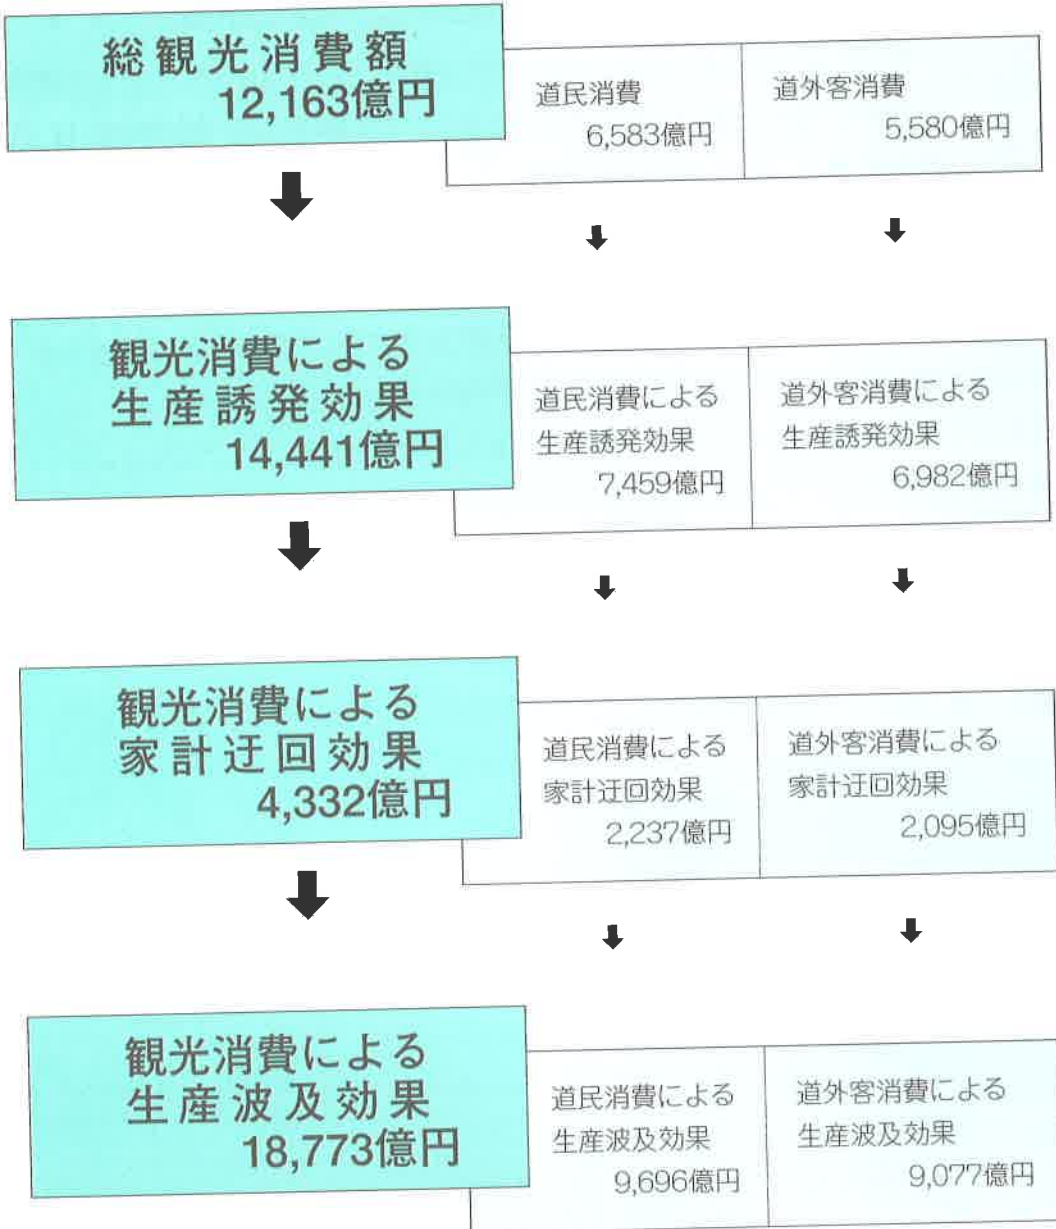 総観光消費額
12,163億円
道民消費
6,583億円
道外客消費
5,580億円
観光消費による
生産誘発効果
14,441億円
道民消費による
生産誘発効果
7,459億円
道外客消費による
生産誘発効果
6,982億円
観光消費による
家計迂回効果
4,332億円
道民消費による
家計迂回効果
2,237億円
道外客消費による
家計迂回効果
2,095億円
観光消費による
生産波及効果
18,773億円
道民消費による
生産波及効果
9,696億円
道外客消費による
生産波及効果
9,077億円